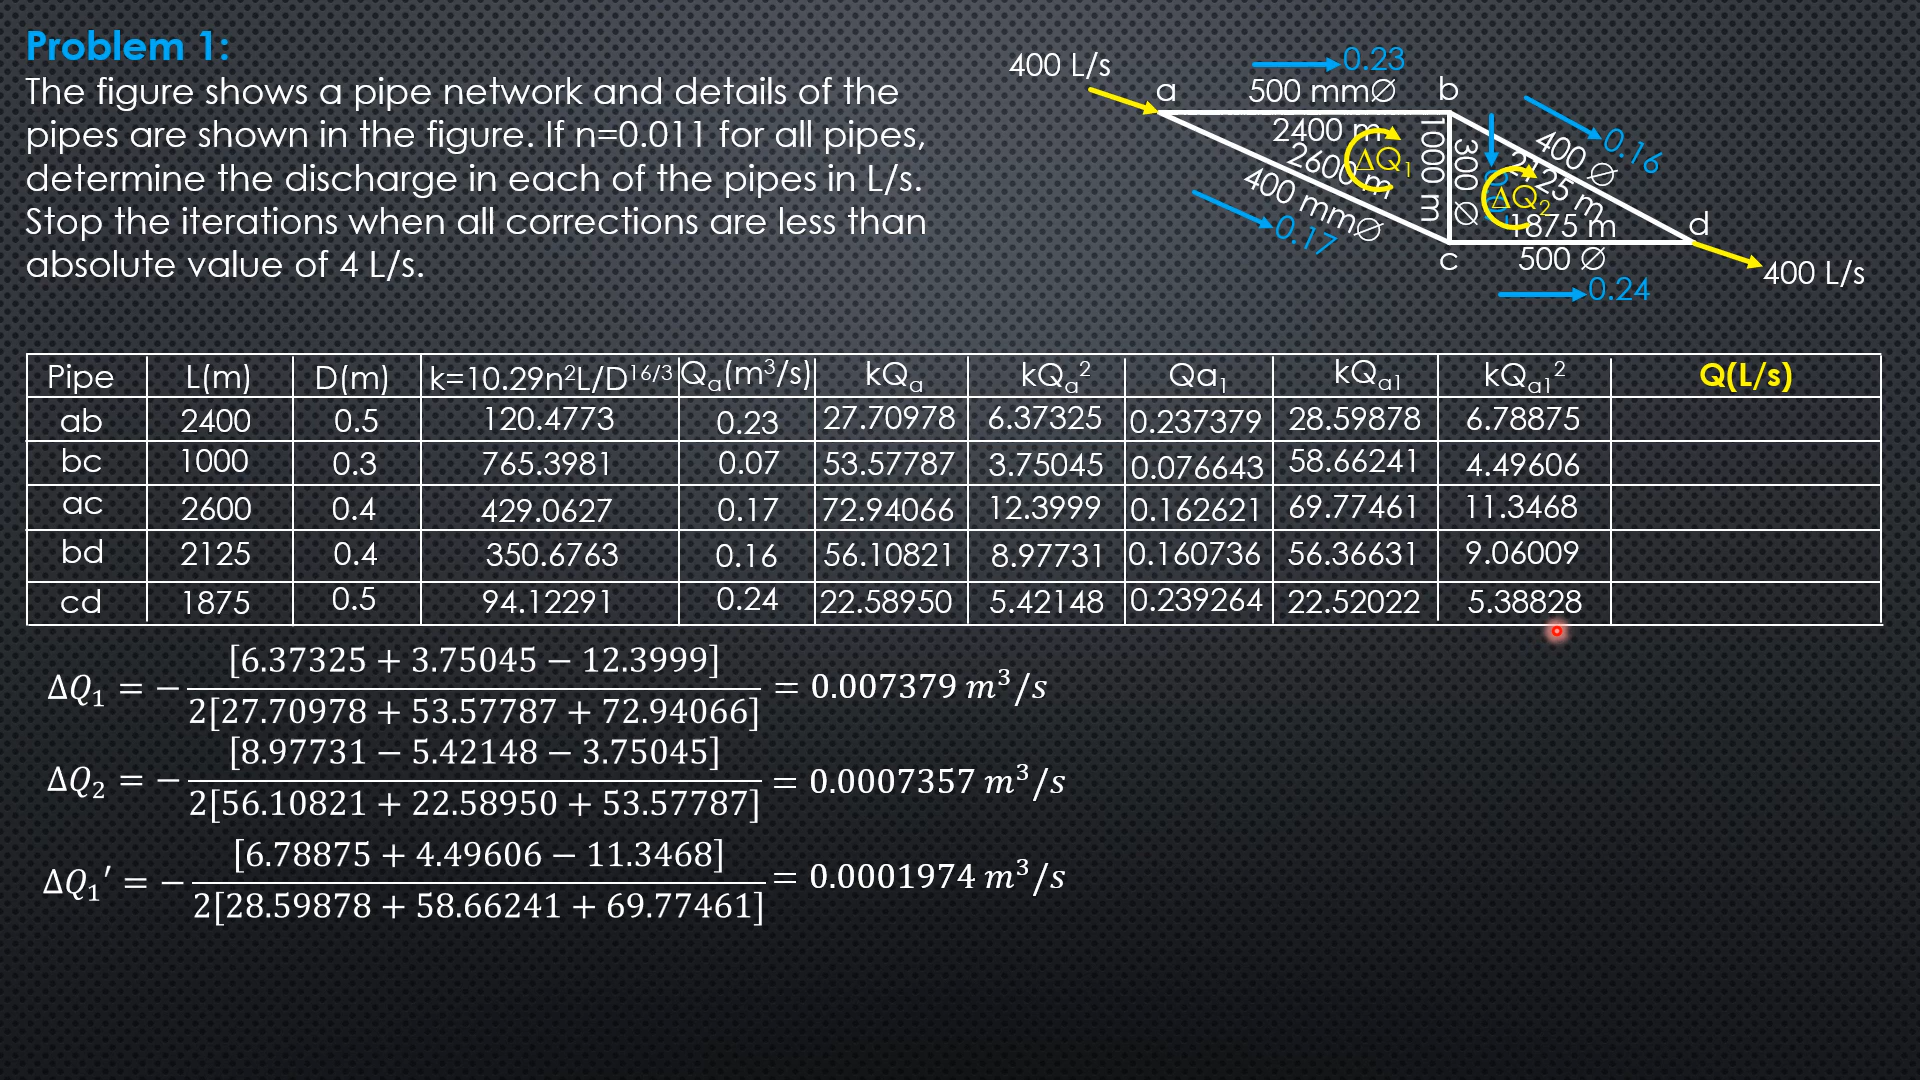 Problem 1:
The figure shows a pipe network and details of the
pipes are shown in the figure. If n=0.011 for all pipes,
determine the discharge in each of the pipes in L/s.
Stop the iterations when all corrections are less than
absolute value of 4 L/s.
400 L/s
0.23
a
500 mm∅
b
2400 m
ΔQ₁
2600 m
400 mm∅
0.17
1000 m
300 ∅
400 ∅
0.16
2125 m
ΔQ₂
1875 m
d
c
500 ∅
400 L/s
0.24
Pipe L(m) D(m) k=10.29n²L/D^16/3 Qₐ(m³/s) kQₐ kQₐ² Qa₁ kQₐ₁ kQₐ₁² Q(L/s)
ab 2400 0.5 120.4773 0.23 27.70978 6.37325 0.237379 28.59878 6.78875
bc 1000 0.3 765.3981 0.07 53.57787 3.75045 0.076643 58.66241 4.49606
ac 2600 0.4 429.0627 0.17 72.94066 12.3999 0.162621 69.77461 11.3468
bd 2125 0.4 350.6763 0.16 56.10821 8.97731 0.160736 56.36631 9.06009
cd 1875 0.5 94.12291 0.24 22.58950 5.42148 0.239264 22.52022 5.38828
[6.37325 + 3.75045 − 12.3999]
ΔQ₁ = − = 0.007379 m³/s
2[27.70978 + 53.57787 + 72.94066]
[8.97731 − 5.42148 − 3.75045]
ΔQ₂ = − = 0.0007357 m³/s
2[56.10821 + 22.58950 + 53.57787]
[6.78875 + 4.49606 − 11.3468]
ΔQ₁′ = − = 0.0001974 m³/s
2[28.59878 + 58.66241 + 69.77461]